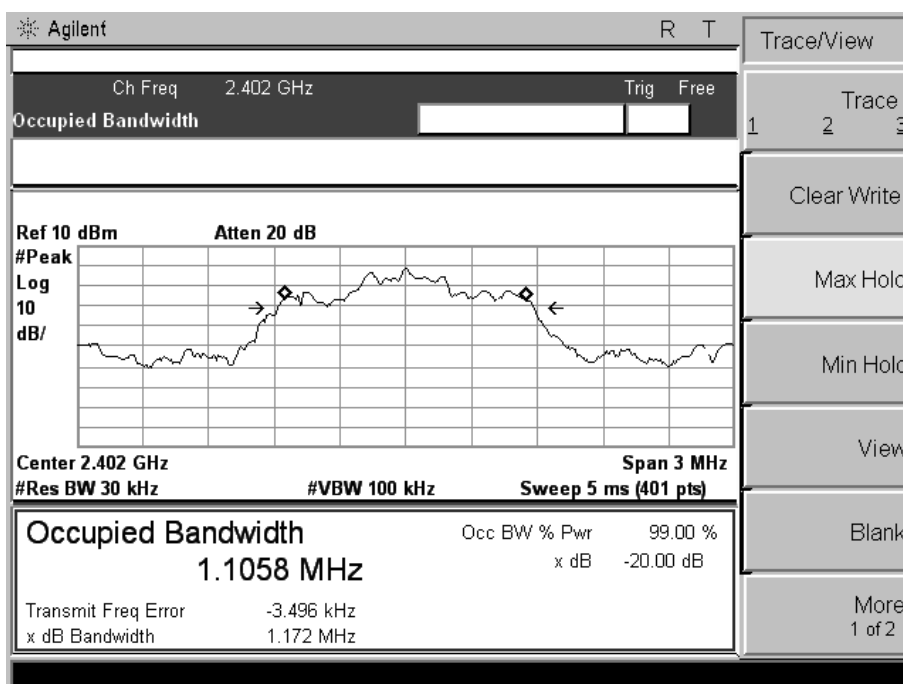 Agilent R T
Trace/View
Ch Freq 2.402 GHz Trig Free
Occupied Bandwidth
Trace
1 2 3
Clear Write
Ref 10 dBm Atten 20 dB
#Peak
Log
10
dB/
Max Hold
Min Hold
View
Center 2.402 GHz Span 3 MHz
#Res BW 30 kHz #VBW 100 kHz Sweep 5 ms (401 pts)
Occupied Bandwidth
1.1058 MHz
Occ BW % Pwr 99.00 %
x dB -20.00 dB
Transmit Freq Error -3.496 kHz
x dB Bandwidth 1.172 MHz
Blank
More
1 of 2